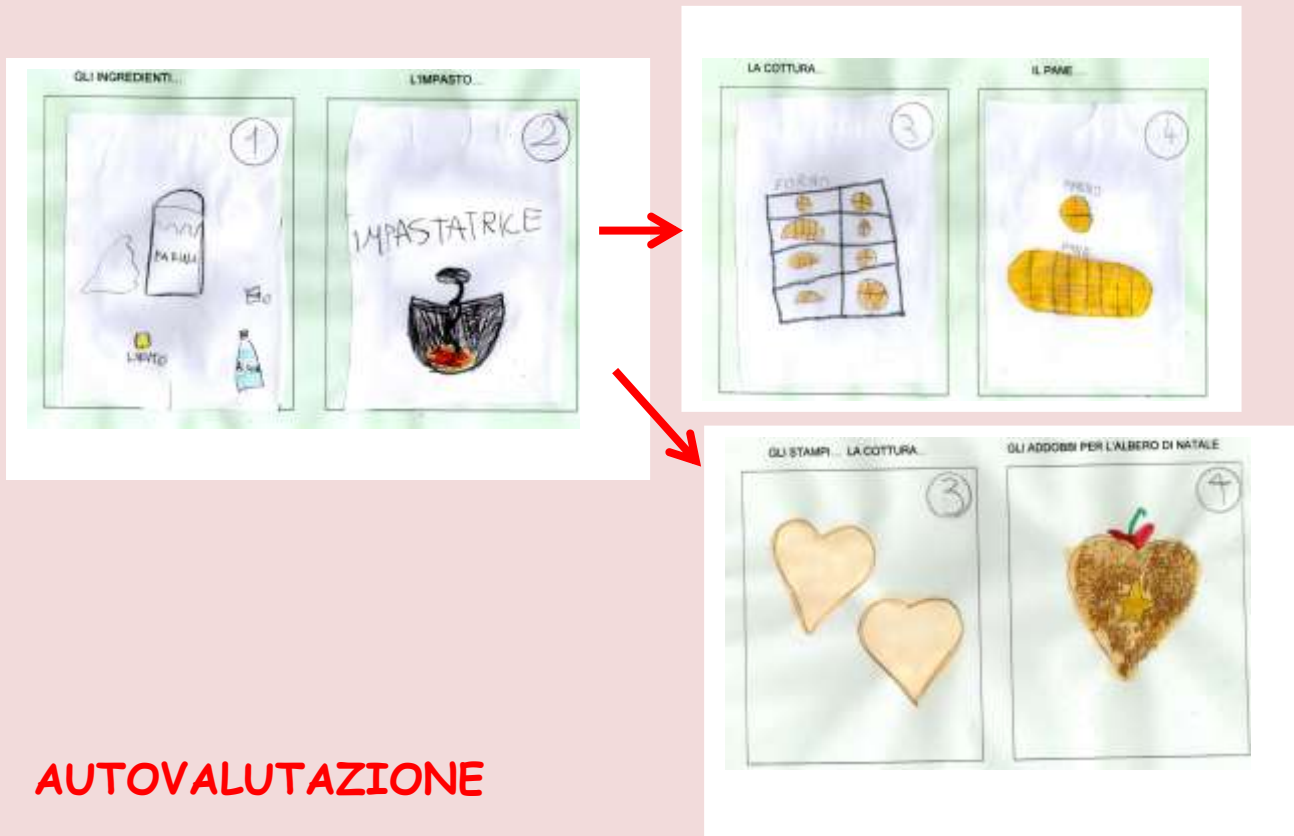 GLI INGREDIENTI...
L'IMPASTO...
1
2
FARINA
LIEVITO
IMPASTATRICE
LA COTTURA...
IL PANE...
3
4
FORNO
PANE
GLI STAMPI... LA COTTURA...
GLI ADDOBBI PER L'ALBERO DI NATALE
3
4
AUTOVALUTAZIONE